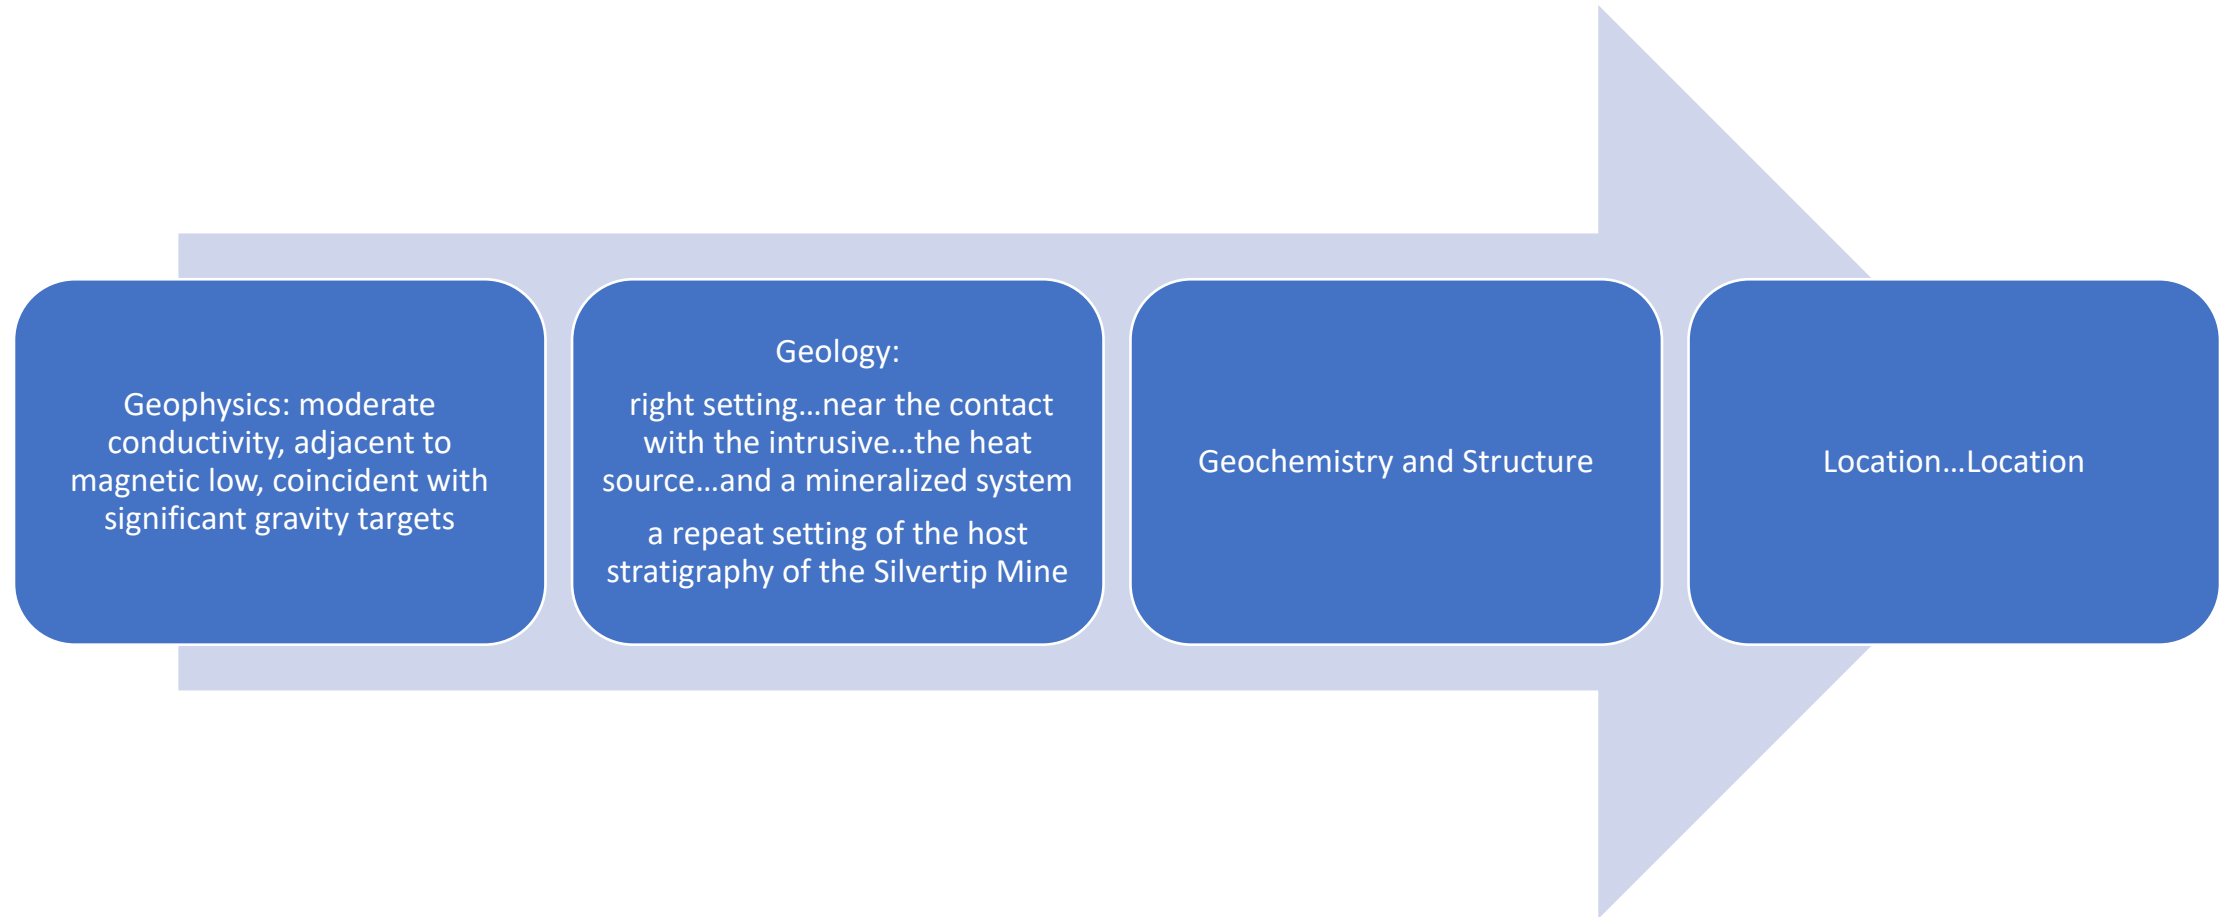 Geophysics: moderate
conductivity, adjacent to
magnetic low, coincident with
significant gravity targets
Geology:
right setting…near the contact
with the intrusive…the heat
source…and a mineralized system
a repeat setting of the host
stratigraphy of the Silvertip Mine
Geochemistry and Structure
Location…Location